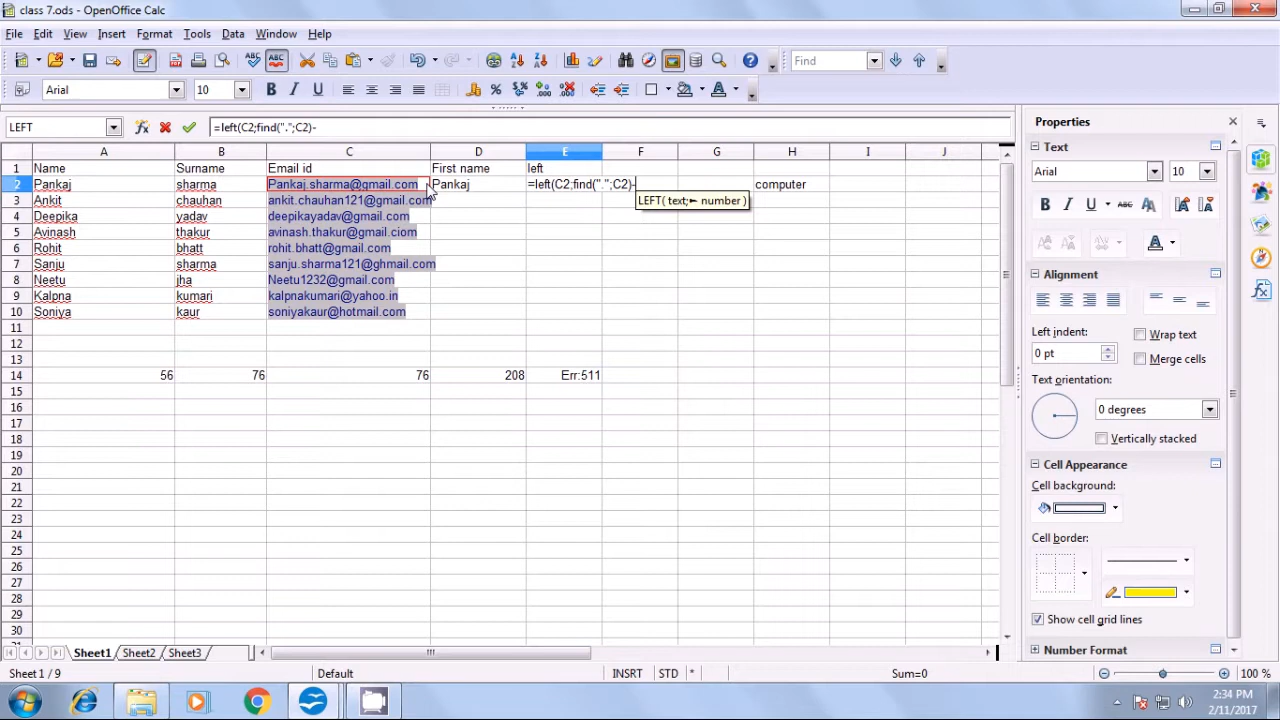 class 7.ods - OpenOffice Calc
File Edit View Insert Format Tools Data Window Help
Find
Arial 10 B I U
LEFT =left(C2;find(".";C2)-
Properties
A B C D E F G H I J
Text
Arial 10
B I U ABC A
Alignment
Left indent:
0 pt
Wrap text
Merge cells
Text orientation:
0 degrees
Vertically stacked
Cell Appearance
Cell background:
Cell border:
Show cell grid lines
Number Format
1 Name Surname Email id First name left
2 Pankaj sharma Pankaj.sharma@gmail.com Pankaj =left(C2;find(".";C2)- computer
LEFT( text; number )
3 Ankit chauhan ankit.chauhan121@gmail.com
4 Deepika yadav deepikayadav@gmail.com
5 Avinash thakur avinash.thakur@gmail.ciom
6 Rohit bhatt rohit.bhatt@gmail.com
7 Sanju sharma sanju.sharma121@ghmail.com
8 Neetu jha Neetu1232@gmail.com
9 Kalpna kumari kalpnakumari@yahoo.in
10 Soniya kaur soniyakaur@hotmail.com
11
12
13
14 56 76 76 208 Err:511
15
16
17
18
19
20
21
22
23
24
25
26
27
28
29
30
Sheet1 Sheet2 Sheet3
Sheet 1 / 9 Default INSRT STD * Sum=0 100 %
2:34 PM
2/11/2017